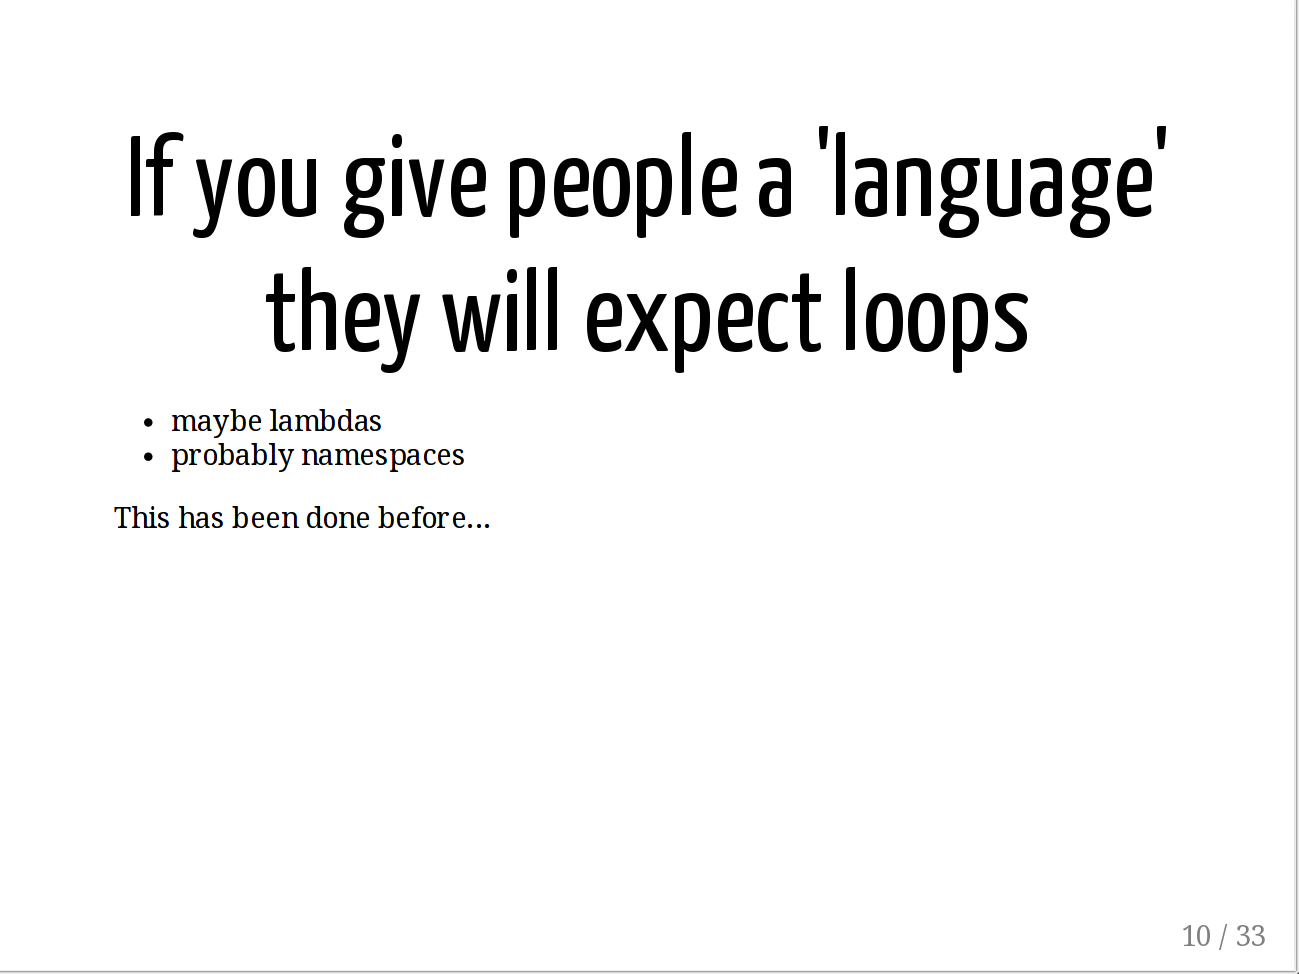 If you give people a 'language'
they will expect loops
• maybe lambdas
• probably namespaces
This has been done before...
10 / 33